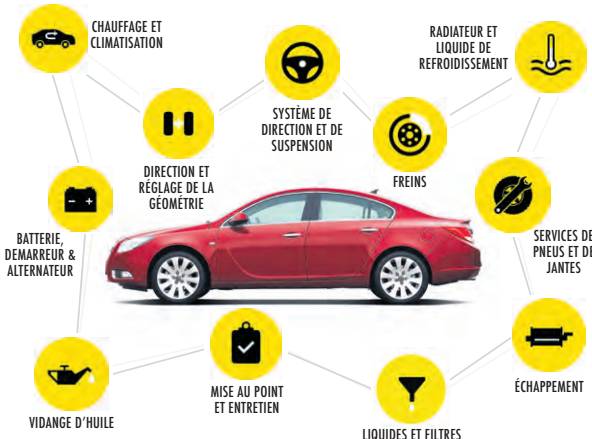 CHAUFFAGE ET
CLIMATISATION
RADIATEUR ET
LIQUIDE DE
REFROIDISSEMENT
SYSTÈME DE
DIRECTION ET DE
SUSPENSION
DIRECTION ET
RÉGLAGE DE LA
GÉOMÉTRIE
FREINS
BATTERIE,
DEMARREUR &
ALTERNATEUR
SERVICES DE
PNEUS ET DE
JANTES
VIDANGE D'HUILE
MISE AU POINT
ET ENTRETIEN
LIQUIDES ET FILTRES
ÉCHAPPEMENT